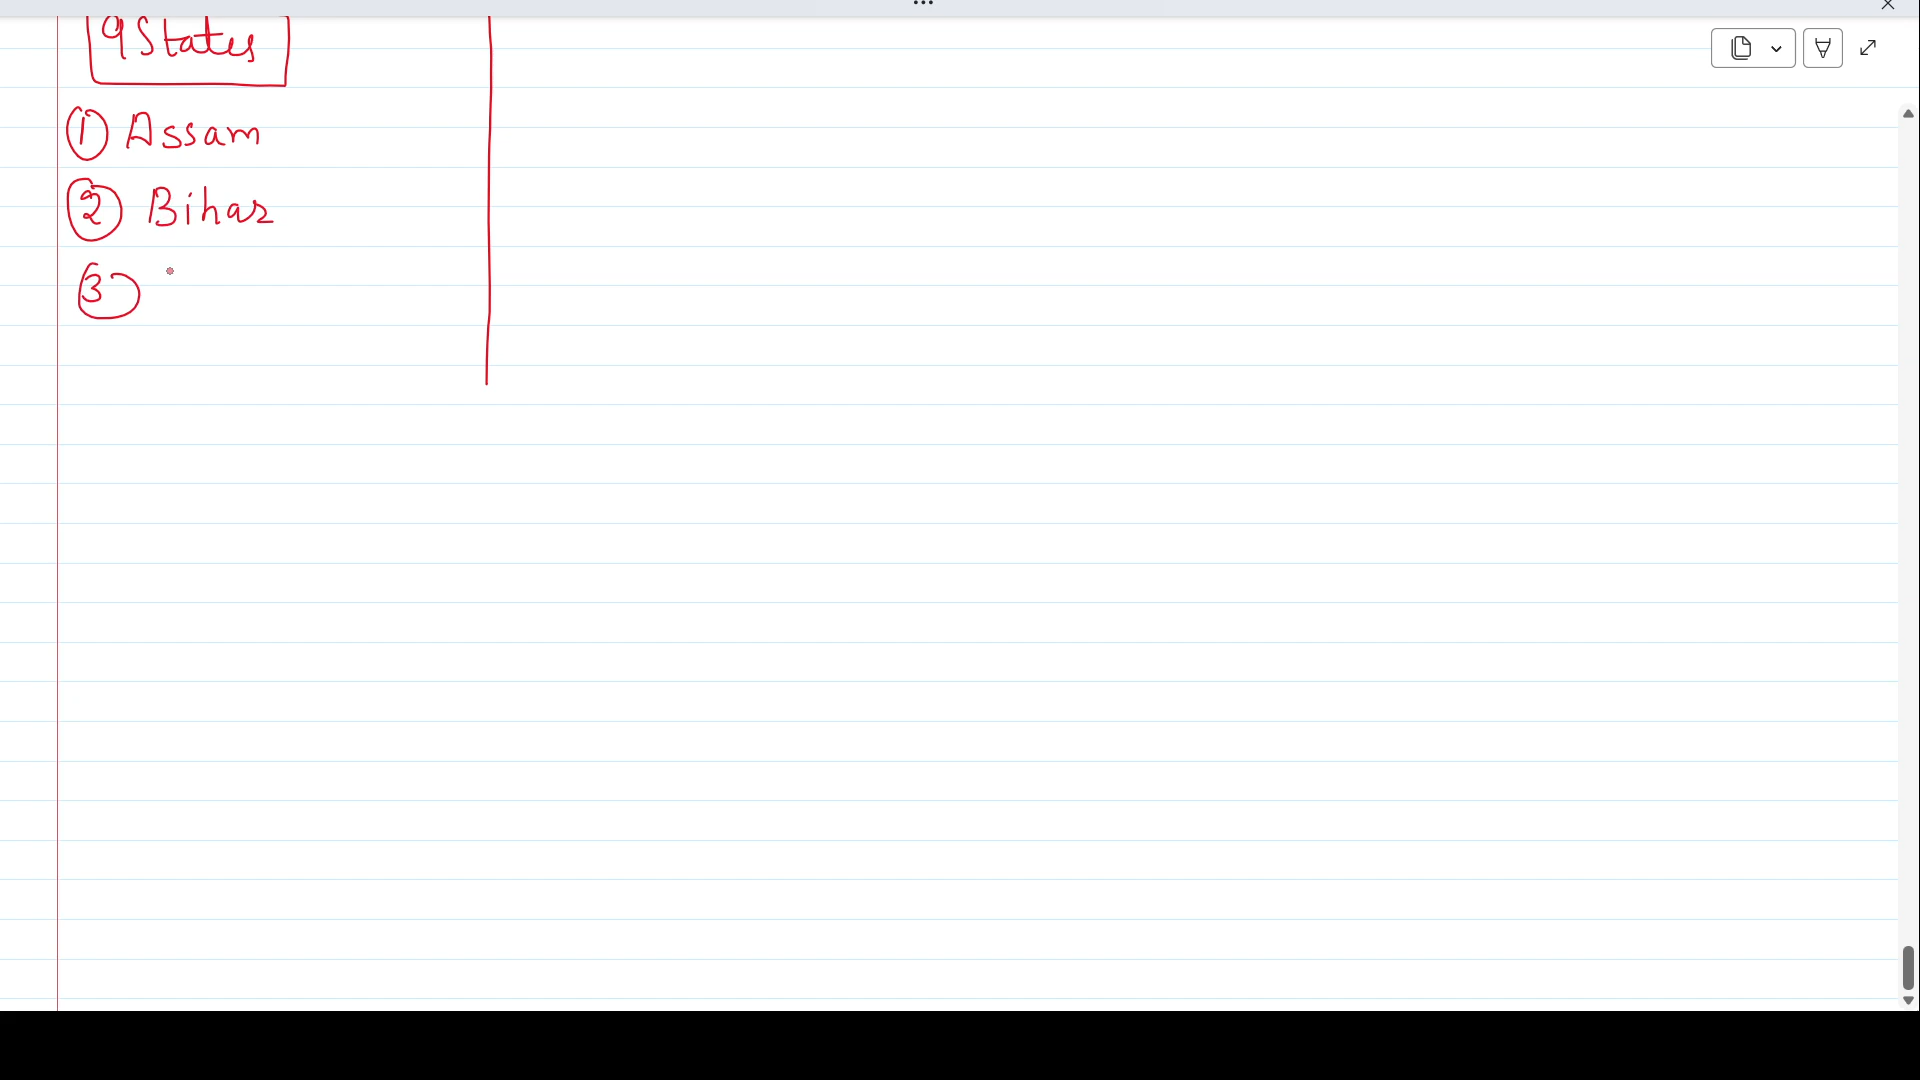 9 States
① Assam
② Bihar
③